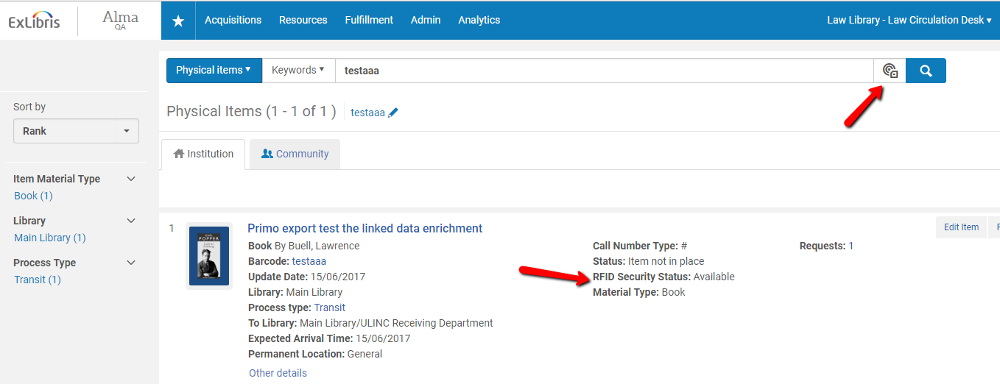 ExLibris Alma QA Acquisitions Resources Fulfillment Admin Analytics Law Library - Law Circulation Desk
Physical items Keywords testaaa
Sort by
Rank
Physical Items (1 - 1 of 1 ) testaaa
Institution Community
Item Material Type
Book (1)
Library
Main Library (1)
Process Type
Transit (1)
1 Primo export test the linked data enrichment Edit Item
KARL POPPER
Book By Buell, Lawrence Call Number Type: # Requests: 1
Barcode: testaaa Status: Item not in place
Update Date: 15/06/2017 RFID Security Status: Available
Library: Main Library Material Type: Book
Process type: Transit
To Library: Main Library/ULINC Receiving Department
Expected Arrival Time: 15/06/2017
Permanent Location: General
Other details